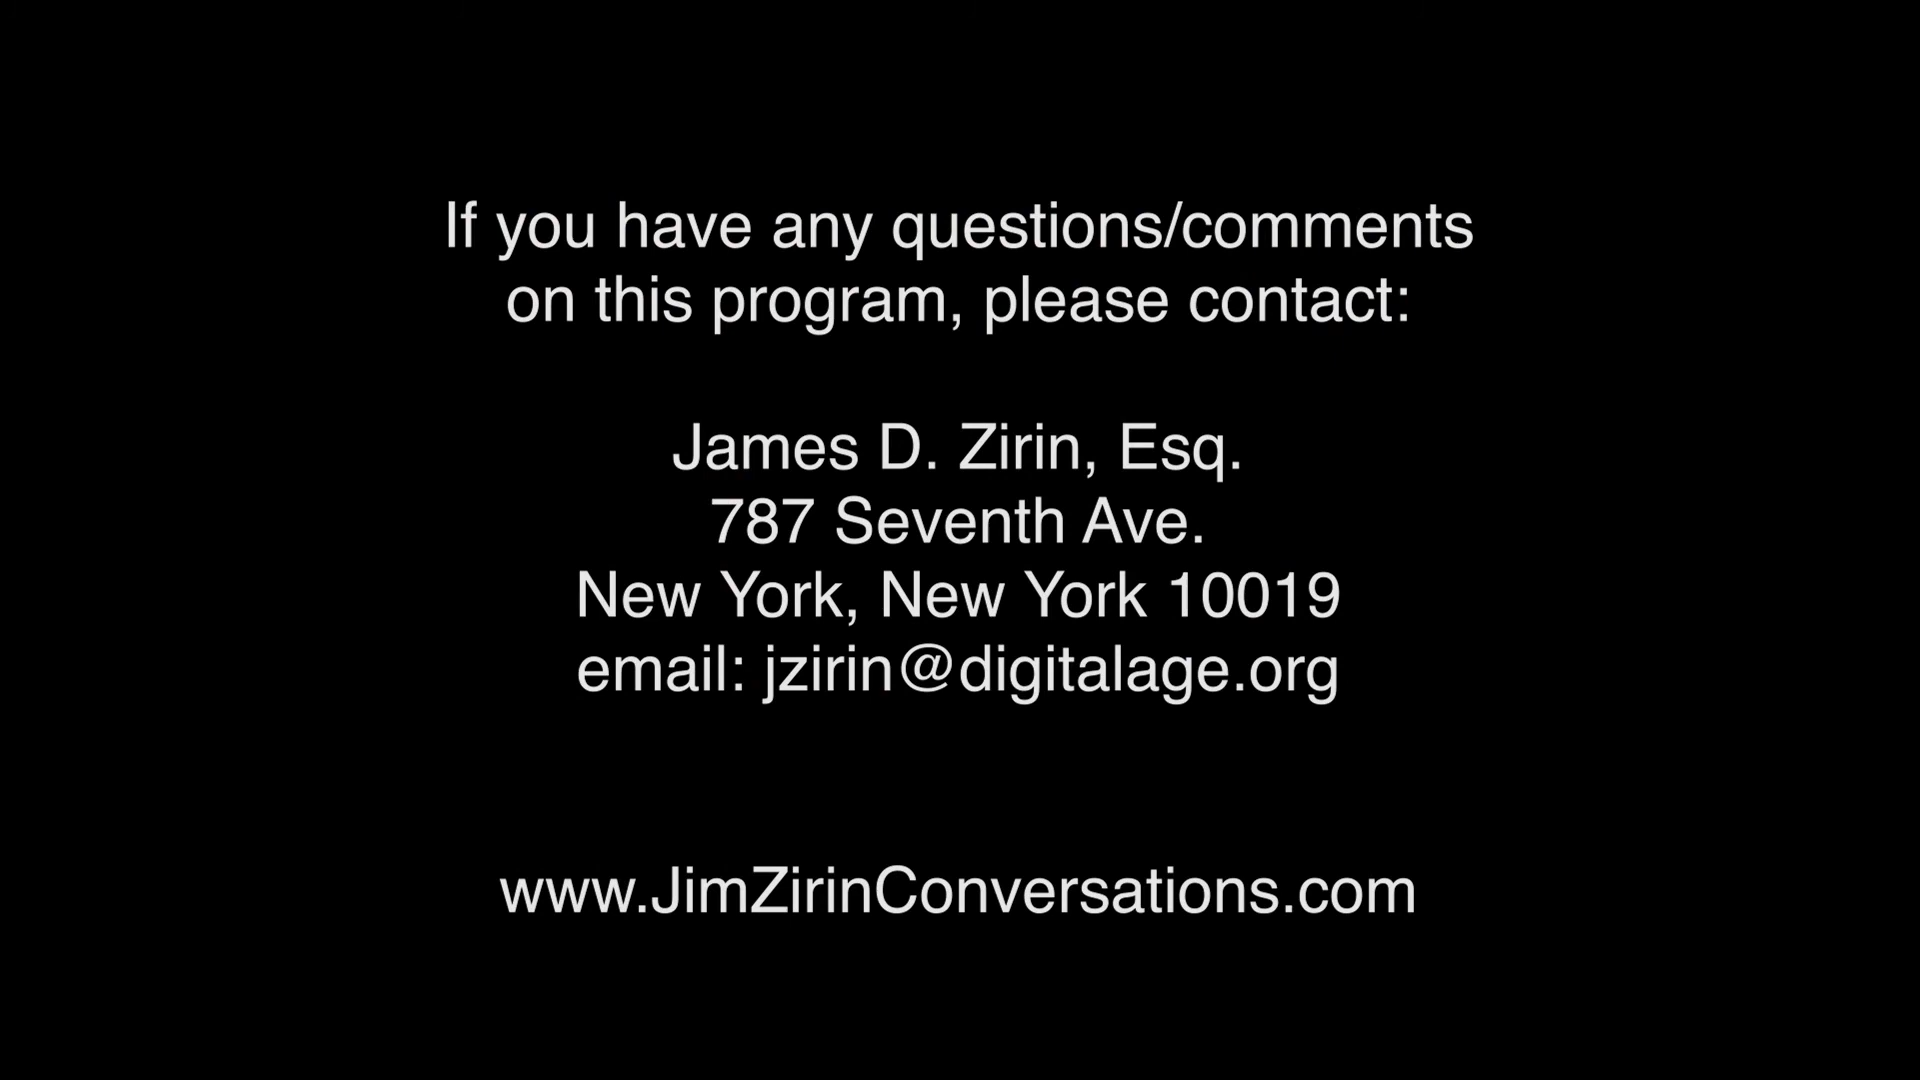 If you have any questions/comments
on this program, please contact:
James D. Zirin, Esq.
787 Seventh Ave.
New York, New York 10019
email: jzirin@digitalage.org
www.JimZirinConversations.com